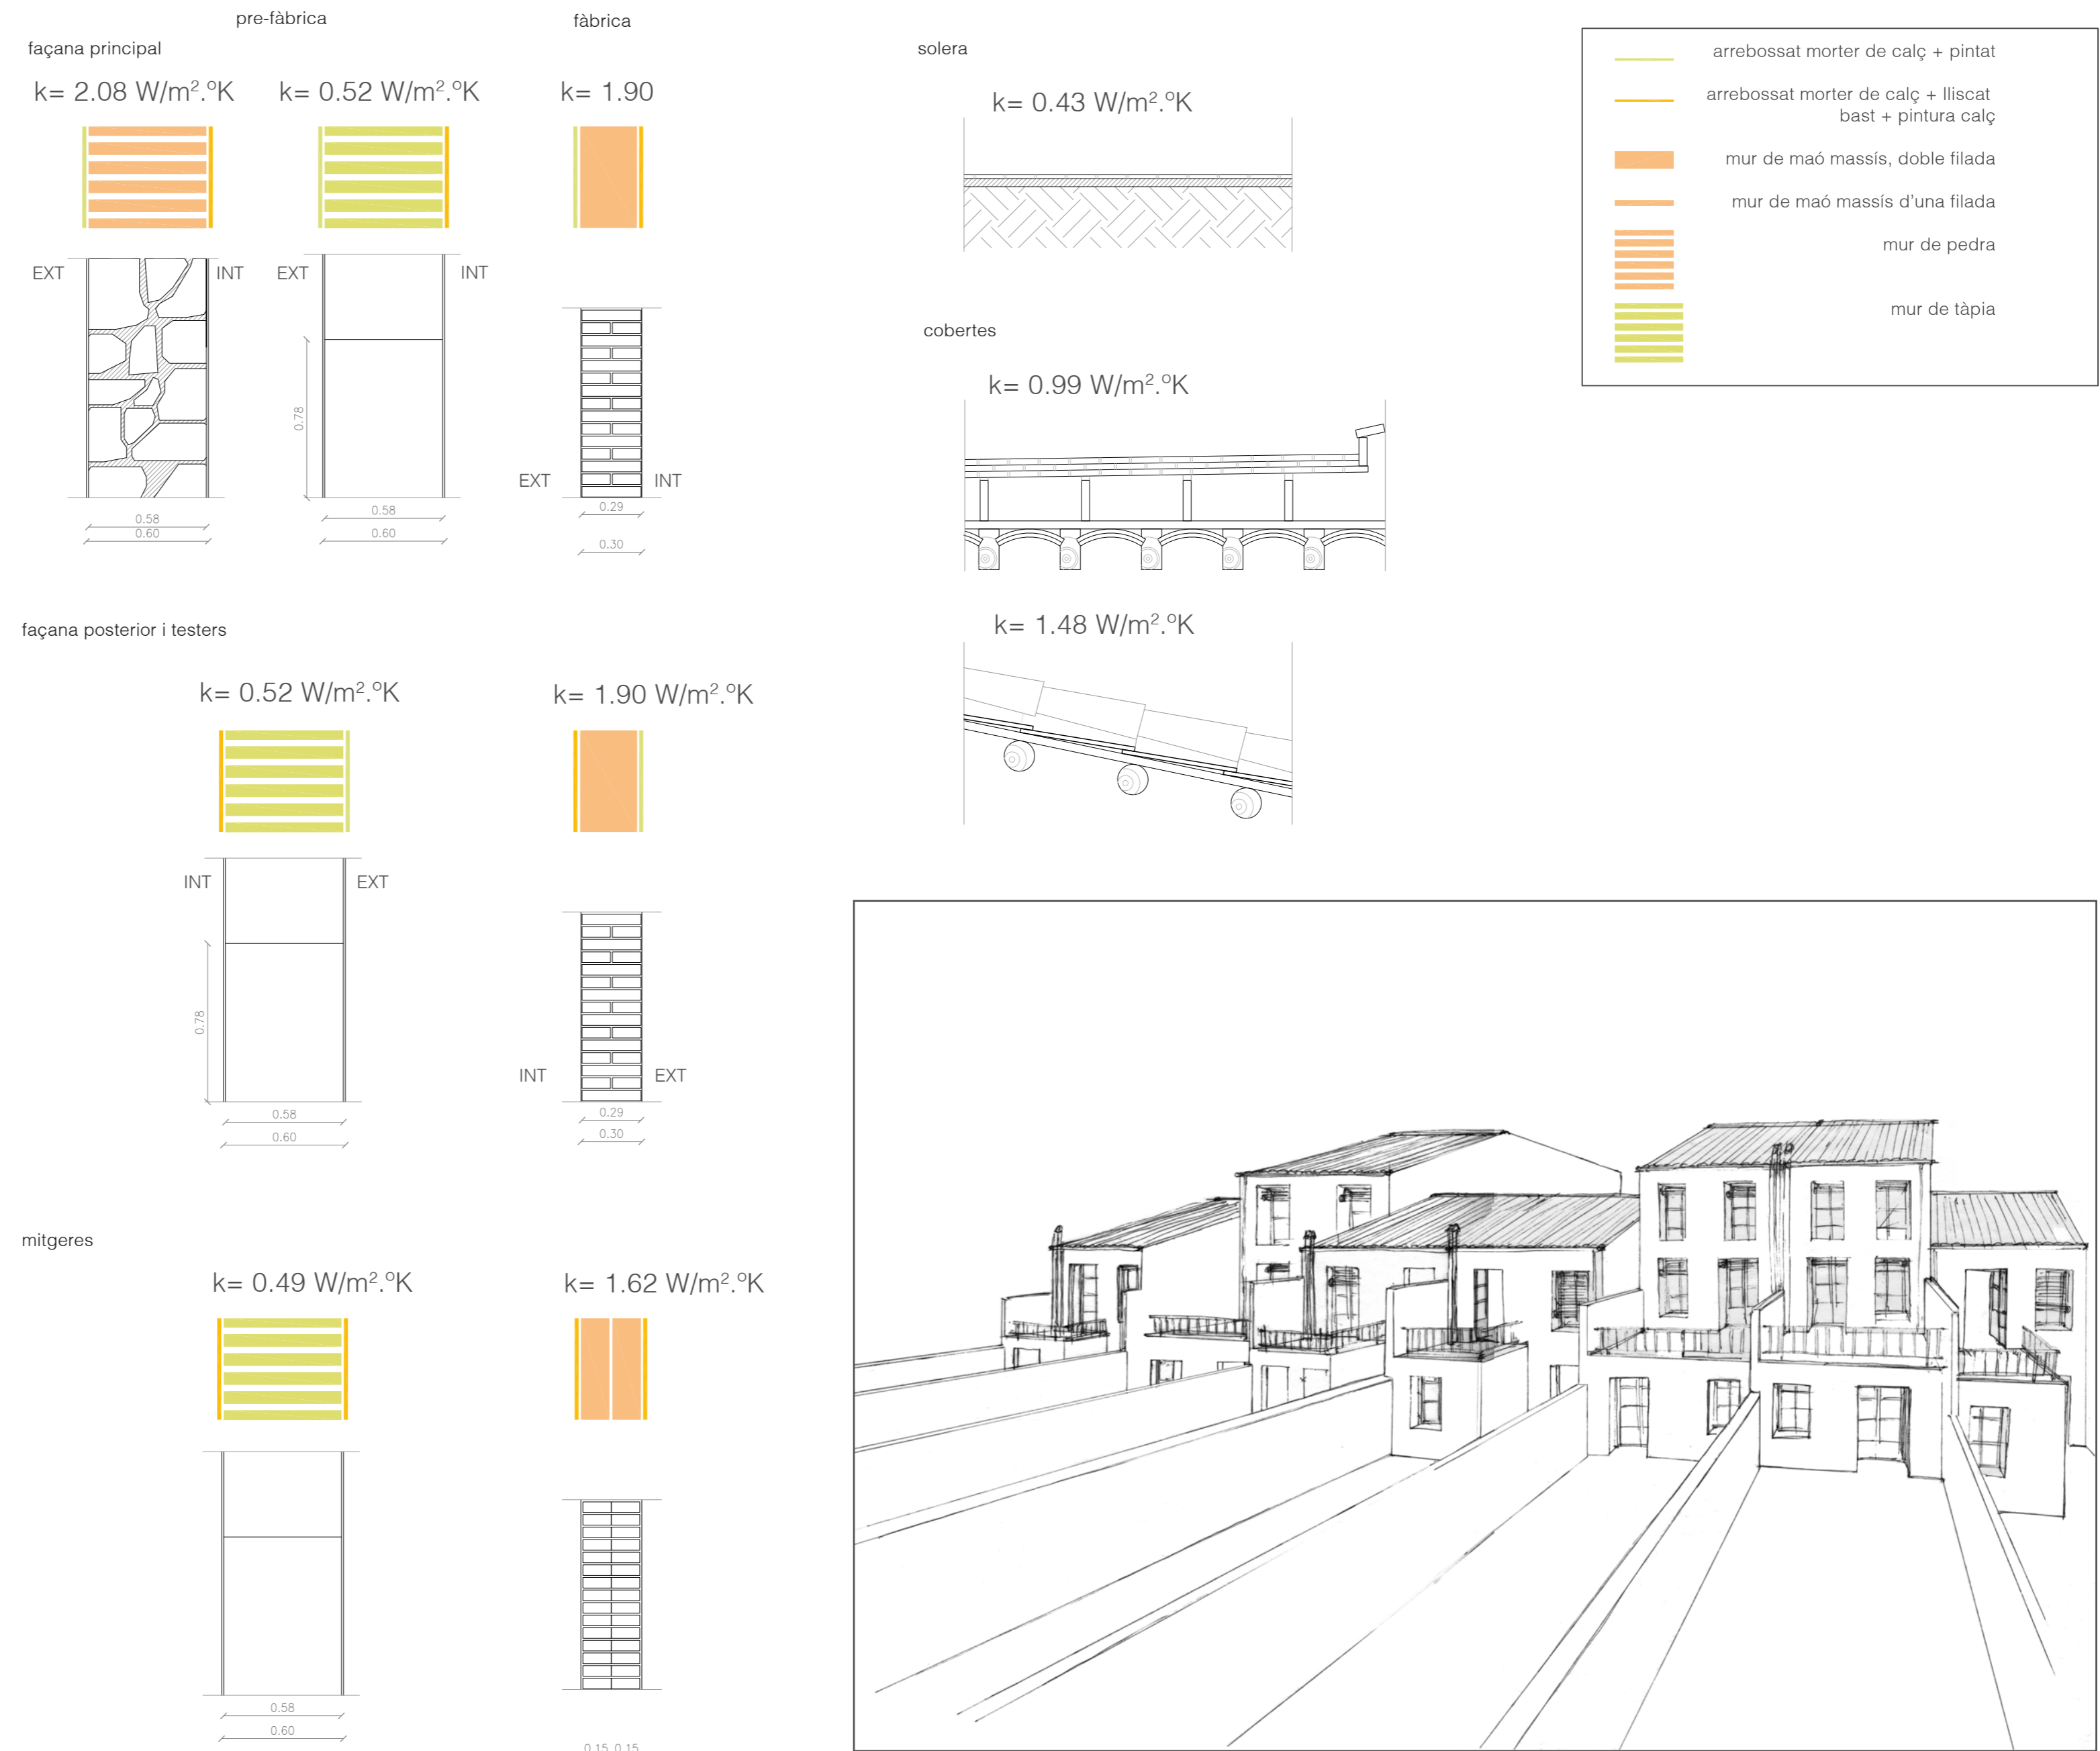 pre-fàbrica
fàbrica
façana principal
k= 2.08 W/m².ºK
k= 0.52 W/m².ºK
k= 1.90
EXT
INT
EXT
INT
0.78
EXT
INT
0.58
0.60
0.58
0.60
0.29
0.30
façana posterior i testers
k= 0.52 W/m².ºK
k= 1.90 W/m².ºK
INT
EXT
0.78
INT
EXT
0.58
0.60
0.29
0.30
mitgeres
k= 0.49 W/m².ºK
k= 1.62 W/m².ºK
0.58
0.60
0.15 0.15
solera
k= 0.43 W/m².ºK
cobertes
k= 0.99 W/m².ºK
k= 1.48 W/m².ºK
arrebossat morter de calç + pintat
arrebossat morter de calç + lliscat
bast + pintura calç
mur de maó massís, doble filada
mur de maó massís d'una filada
mur de pedra
mur de tàpia